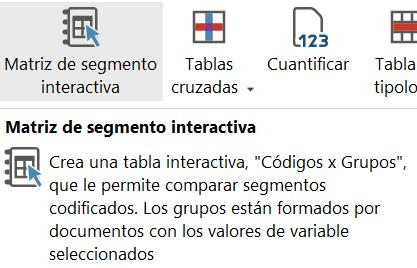 Matriz de segmento
interactiva
Tablas
cruzadas
Cuantificar
123
Tabla
tipolo
Matriz de segmento interactiva
Crea una tabla interactiva, "Códigos x Grupos",
que le permite comparar segmentos
codificados. Los grupos están formados por
documentos con los valores de variable
seleccionados